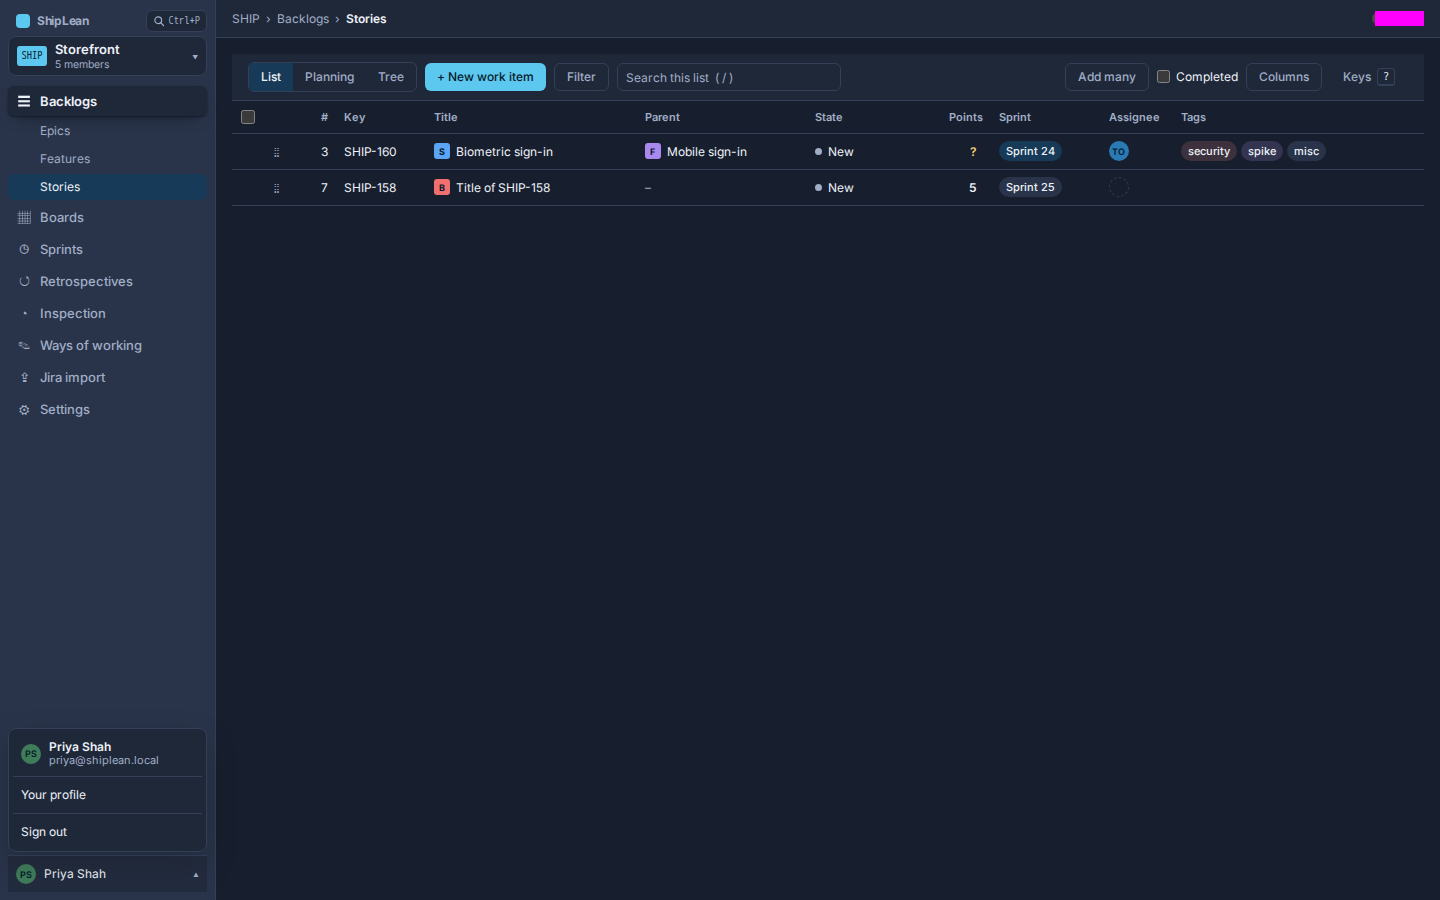 ShipLean
Ctrl+P
SHIP
Storefront
5 members
Backlogs
Epics
Features
Stories
Boards
Sprints
Retrospectives
Inspection
Ways of working
Jira import
Settings
PS Priya Shah
priya@shiplean.local
Your profile
Sign out
PS Priya Shah
SHIP › Backlogs › Stories
List Planning Tree + New work item Filter Search this list ( / ) Add many Completed Columns Keys ?
# Key Title Parent State Points Sprint Assignee Tags
3 SHIP-160 S Biometric sign-in F Mobile sign-in New ? Sprint 24 TO security spike misc
7 SHIP-158 B Title of SHIP-158 – New 5 Sprint 25